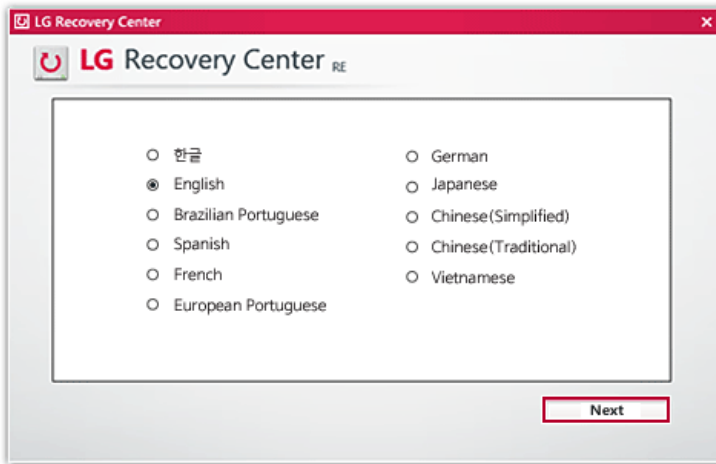 LG Recovery Center
LG Recovery Center RE
한글
English
Brazilian Portuguese
Spanish
French
European Portuguese
German
Japanese
Chinese(Simplified)
Chinese(Traditional)
Vietnamese
Next